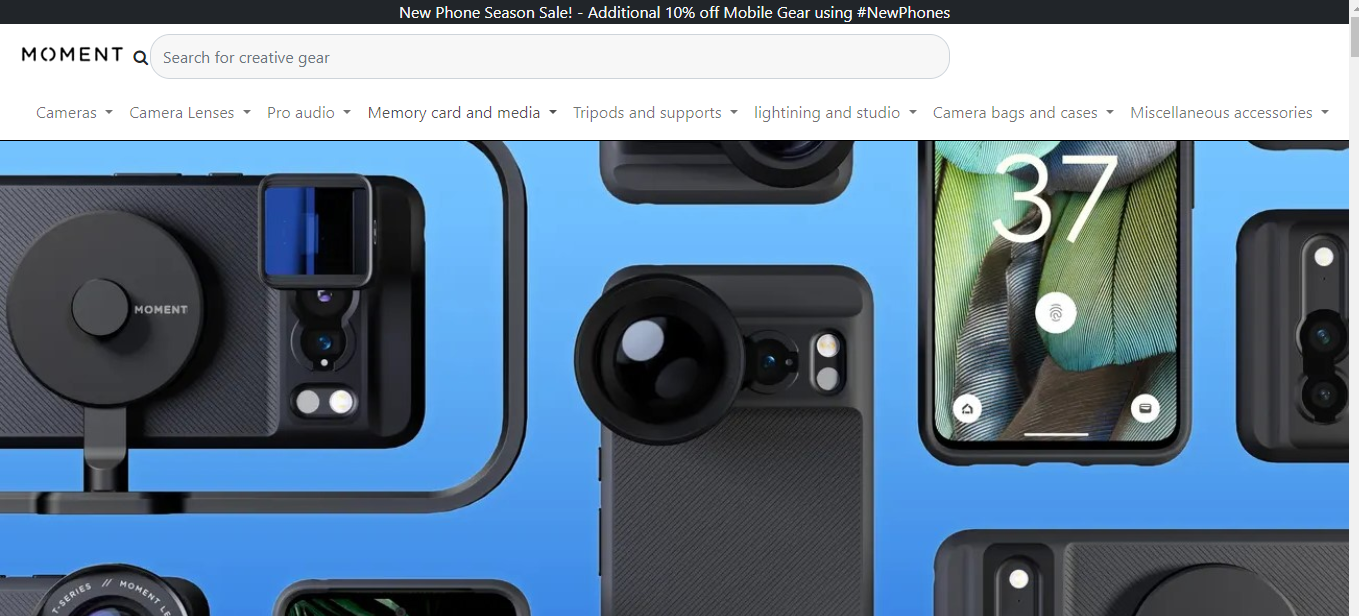 New Phone Season Sale! - Additional 10% off Mobile Gear using #NewPhones
MOMENT Search for creative gear
Cameras Camera Lenses Pro audio Memory card and media Tripods and supports lightining and studio Camera bags and cases Miscellaneous accessories
37
MOMENT
T-SERIES // MOMENT LE